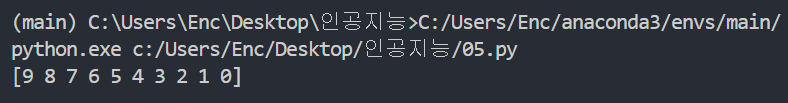 (main) C:\Users\Enc\Desktop\인공지능>C:/Users/Enc/anaconda3/envs/main/
python.exe c:/Users/Enc/Desktop/인공지능/05.py
[9 8 7 6 5 4 3 2 1 0]